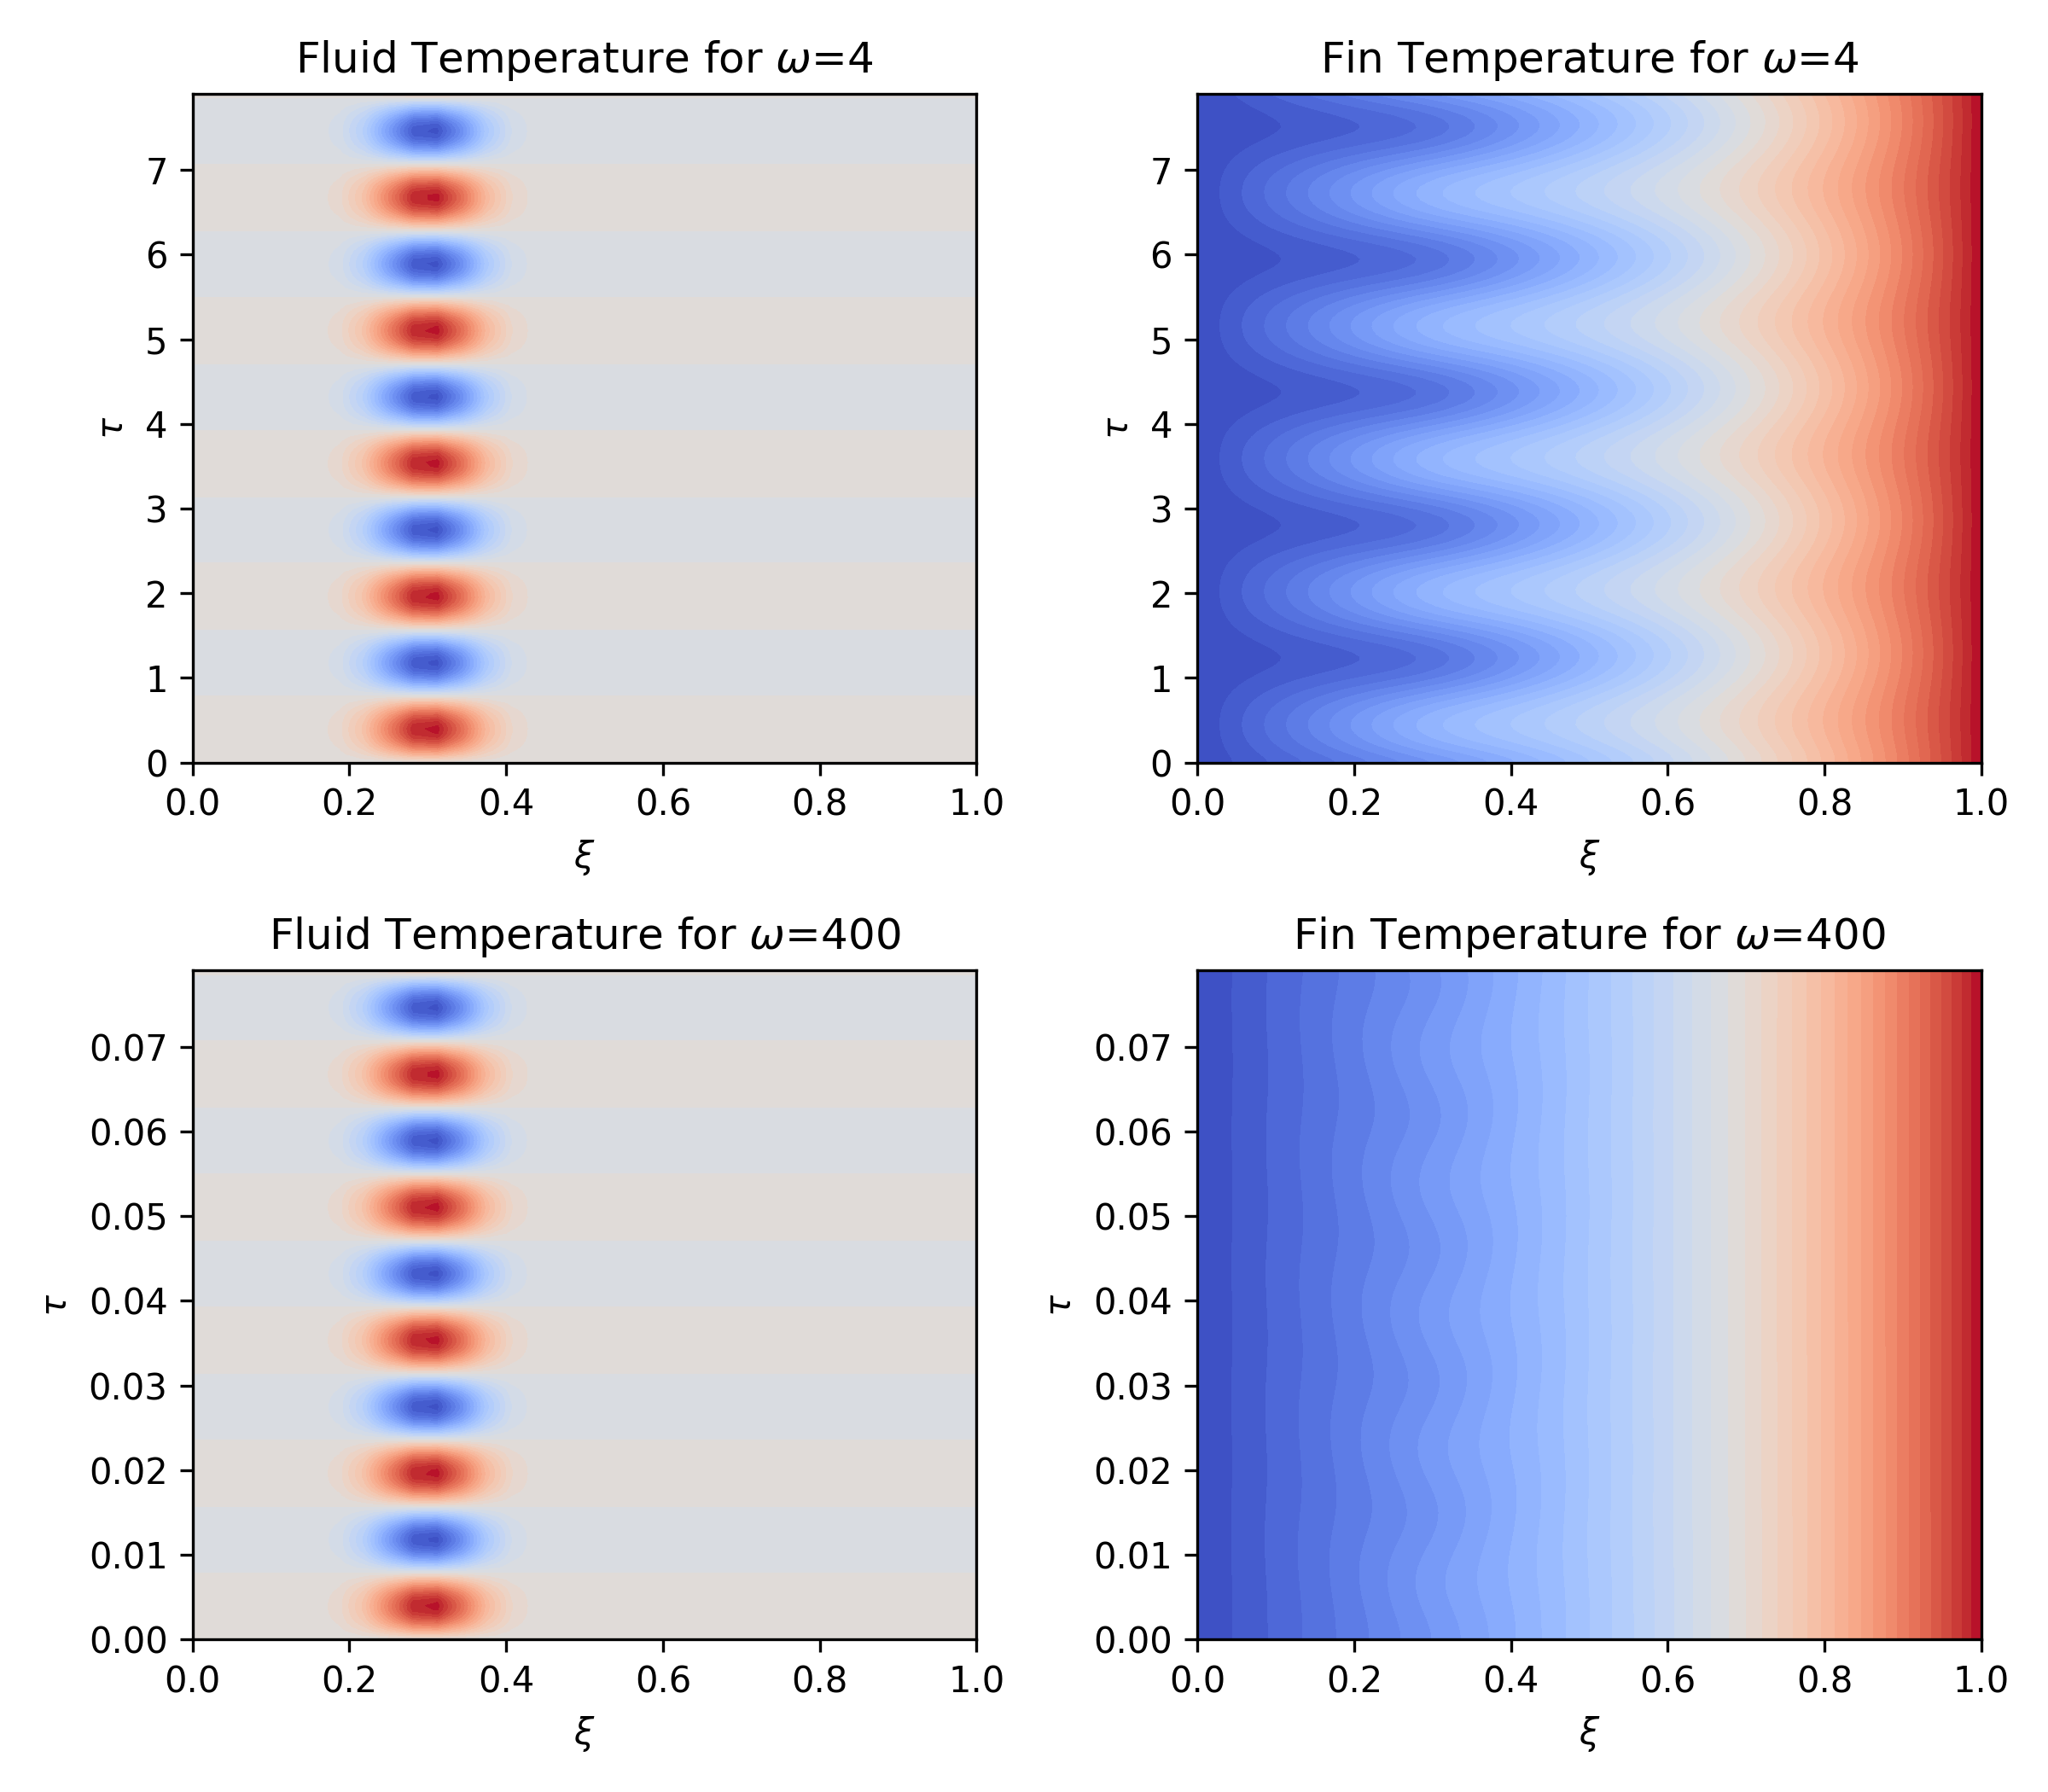 Fluid Temperature for ω=4
7
6
5
4
3
2
1
0
τ
0.0 0.2 0.4 0.6 0.8 1.0
ξ
Fin Temperature for ω=4
7
6
5
4
3
2
1
0
τ
0.0 0.2 0.4 0.6 0.8 1.0
ξ
Fluid Temperature for ω=400
0.07
0.06
0.05
0.04
0.03
0.02
0.01
0.00
τ
0.0 0.2 0.4 0.6 0.8 1.0
ξ
Fin Temperature for ω=400
0.07
0.06
0.05
0.04
0.03
0.02
0.01
0.00
τ
0.0 0.2 0.4 0.6 0.8 1.0
ξ